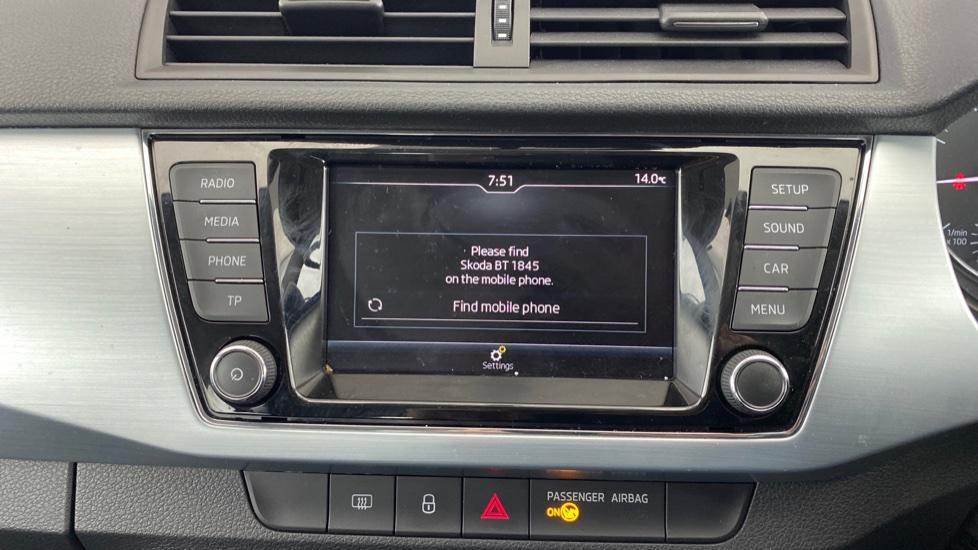 7:51
14.0°C
RADIO
MEDIA
PHONE
TP
Please find
Skoda BT 1845
on the mobile phone.
Find mobile phone
Settings
SETUP
SOUND
CAR
MENU
1/min
x 100
PASSENGER AIRBAG
ON